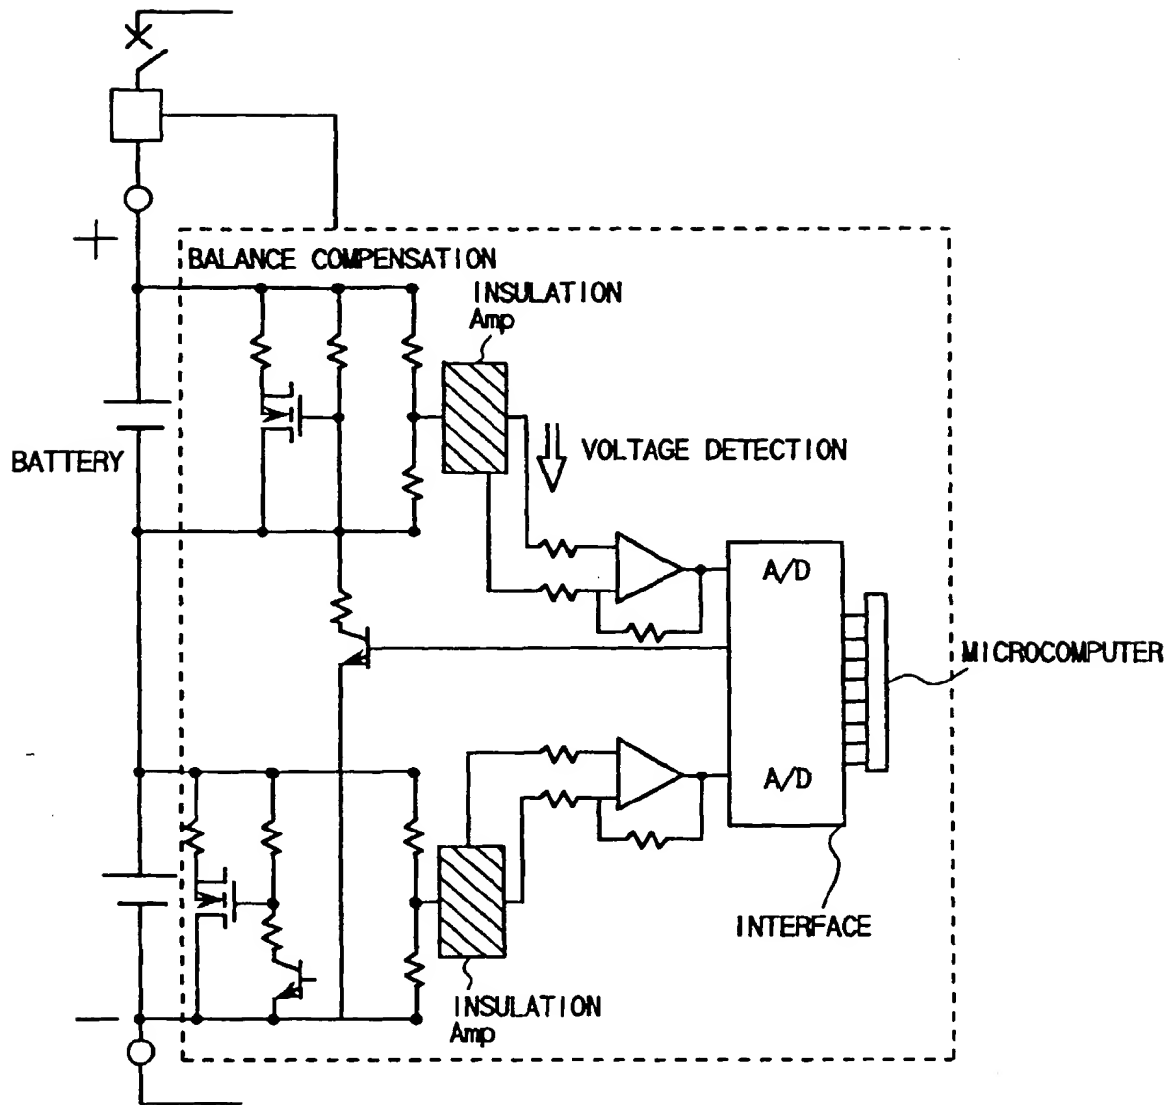 BALANCE COMPENSATION
INSULATION
Amp
BATTERY
VOLTAGE DETECTION
A/D
MICROCOMPUTER
A/D
INTERFACE
INSULATION
Amp